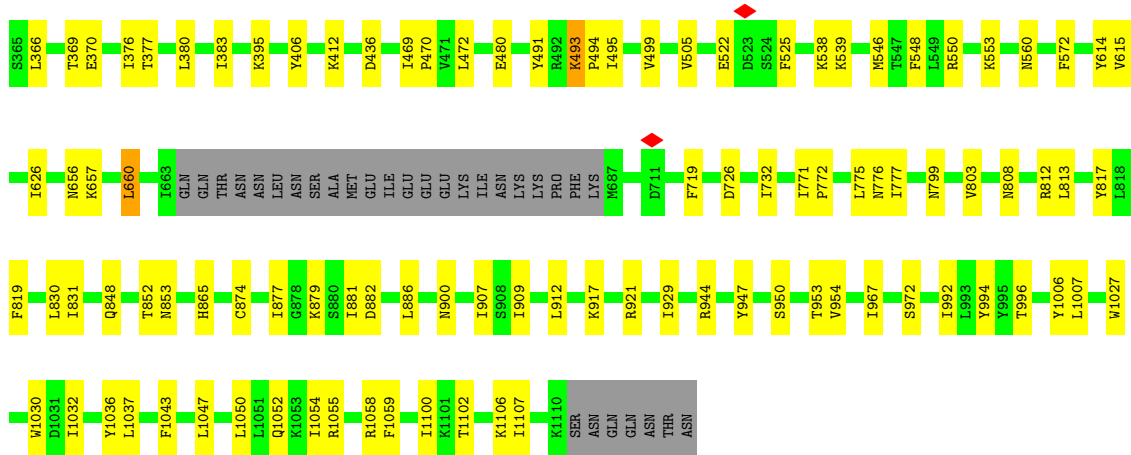 S365 L366 T369 E370 I376 T377 L380 I383 K395 Y406 K412 D436 I469 P470 V471 L472 E480 Y491 R492 K493 P494 I495 V499 V505 E522 D523 S524 F525 K538 K539 M546 T547 F548 L549 R550 K553 N560 F572 Y614 V615
I626 N656 K657 L660 I663 GLN GLN THR ASN ASN LEU ASN SER ALA MET GLU ILE GLU GLU GLU LYS ILE ASN LYS LYS PRO PHE LYS M687 D711 F719 D726 I732 I771 P772 L775 N776 I777 N799 V803 N808 R812 L813 Y817 L818
F819 L830 I831 Q848 T852 N853 H865 C874 I877 G878 K879 S880 I881 D882 L886 N900 I907 S908 I909 L912 K917 R921 I929 R944 Y947 S950 T953 V954 I967 S972 I992 L993 Y994 Y995 T996 Y1006 L1007 W1027
W1030 D1031 I1032 Y1036 L1037 F1043 L1047 L1050 L1051 Q1052 K1053 I1054 R1055 R1058 F1059 I1100 K1101 T1102 K1106 I1107 K1110 SER ASN GLN GLN ASN THR ASN